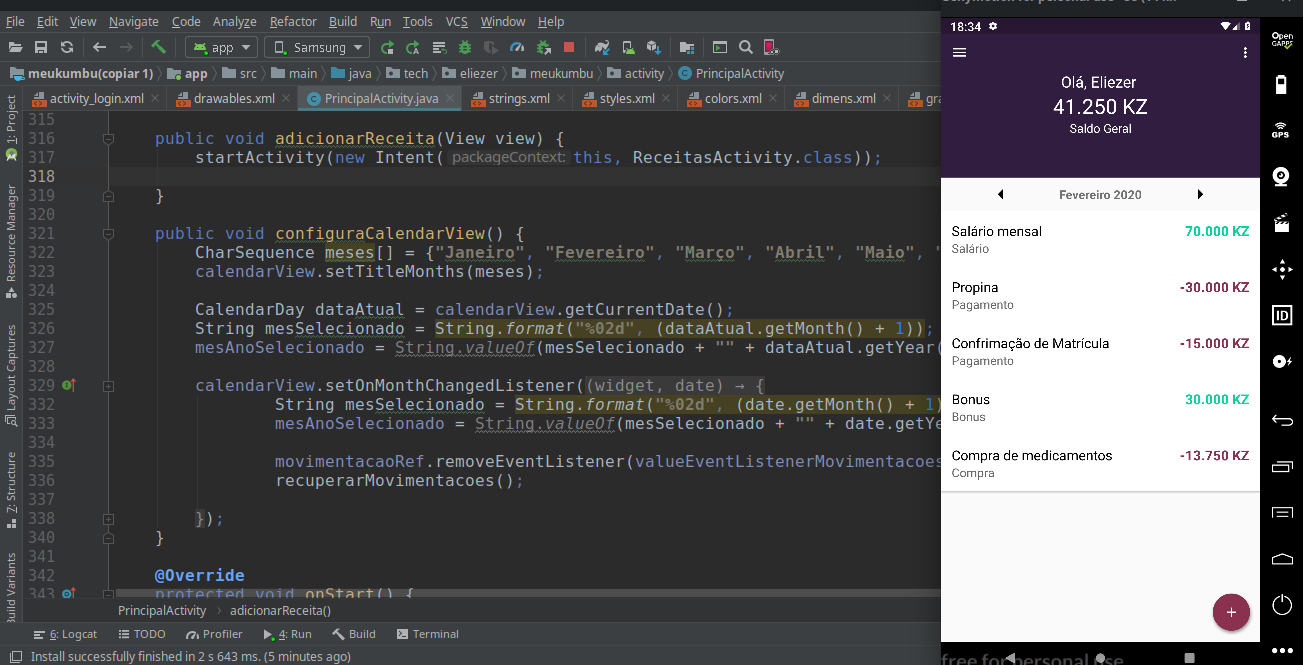 File Edit View Navigate Code Analyze Refactor Build Run Tools VCS Window Help
app Samsung
meukumbu(copiar 1) app src main java tech eliezer meukumbu activity PrincipalActivity
activity_login.xml drawables.xml PrincipalActivity.java strings.xml styles.xml colors.xml dimens.xml
1: Project
Resource Manager
Layout Captures
Z: Structure
Build Variants
315
316 public void adicionarReceita(View view) {
317 startActivity(new Intent( packageContext: this, ReceitasActivity.class));
318
319 }
320
321 public void configuraCalendarView() {
322 CharSequence meses[] = {"Janeiro", "Fevereiro", "Março", "Abril", "Maio", "
323 calendarView.setTitleMonths(meses);
324
325 CalendarDay dataAtual = calendarView.getCurrentDate();
326 String mesSelecionado = String.format("%02d", (dataAtual.getMonth() + 1));
327 mesAnoSelecionado = String.valueOf(mesSelecionado + "" + dataAtual.getYear(
328
329 calendarView.setOnMonthChangedListener((widget, date) → {
332 String mesSelecionado = String.format("%02d", (date.getMonth() + 1)
333 mesAnoSelecionado = String.valueOf(mesSelecionado + "" + date.getYe
334
335 movimentacaoRef.removeEventListener(valueEventListenerMovimentacoes
336 recuperarMovimentacoes();
337
338 });
340 }
341
342 @Override
343 protected void onStart() {
PrincipalActivity adicionarReceita()
6: Logcat TODO Profiler 4: Run Build Terminal
Install successfully finished in 2 s 643 ms. (5 minutes ago)
18:34
Olá, Eliezer
41.250 KZ
Saldo Geral
Fevereiro 2020
Salário mensal 70.000 KZ
Salário
Propina -30.000 KZ
Pagamento
Confrimação de Matrícula -15.000 KZ
Pagamento
Bonus 30.000 KZ
Bonus
Compra de medicamentos -13.750 KZ
Compra
+
free for personal use
Open
GAPPS
GPS
ID